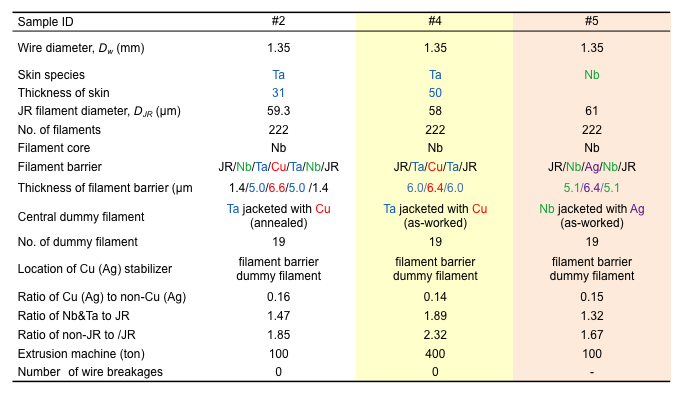 Sample ID #2 #4 #5
Wire diameter, Dw (mm) 1.35 1.35 1.35
Skin species Ta Ta Nb
Thickness of skin 31 50
JR filament diameter, DJR (μm) 59.3 58 61
No. of filaments 222 222 222
Filament core Nb Nb Nb
Filament barrier JR/Nb/Ta/Cu/Ta/Nb/JR JR/Ta/Cu/Ta/JR JR/Nb/Ag/Nb/JR
Thickness of filament barrier (μm 1.4/5.0/6.6/5.0 /1.4 6.0/6.4/6.0 5.1/6.4/5.1
Central dummy filament Ta jacketed with Cu (annealed) Ta jacketed with Cu (as-worked) Nb jacketed with Ag (as-worked)
No. of dummy filament 19 19 19
Location of Cu (Ag) stabilizer filament barrier dummy filament filament barrier dummy filament filament barrier dummy filament
Ratio of Cu (Ag) to non-Cu (Ag) 0.16 0.14 0.15
Ratio of Nb&Ta to JR 1.47 1.89 1.32
Ratio of non-JR to /JR 1.85 2.32 1.67
Extrusion machine (ton) 100 400 100
Number of wire breakages 0 0 -